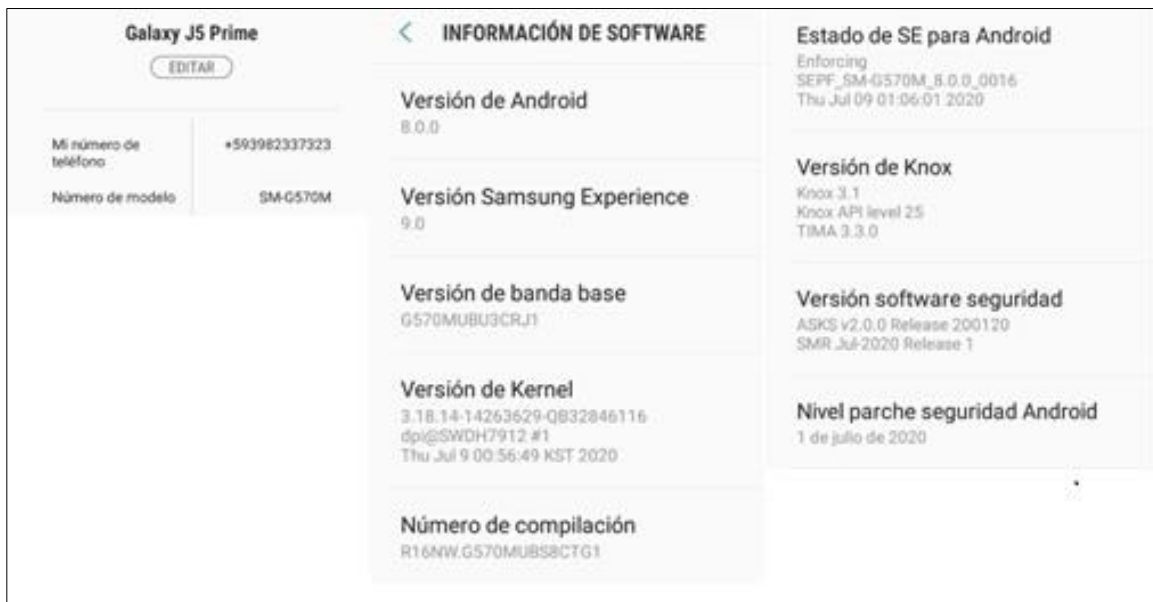 Galaxy J5 Prime
EDITAR
Mi número de
teléfono
+593982337323
Número de modelo
SM-G570M
INFORMACIÓN DE SOFTWARE
Versión de Android
8.0.0
Versión Samsung Experience
9.0
Versión de banda base
G570MUBU3CRJ1
Versión de Kernel
3.18.14-14263629-QB32846116
dpi@SWDH7912 #1
Thu Jul 9 00:56:49 KST 2020
Número de compilación
R16NW.G570MUBS8CTG1
Estado de SE para Android
Enforcing
SEPF_SM-G570M_8.0.0_0016
Thu Jul 09 01:06:01 2020
Versión de Knox
Knox 3.1
Knox API level 25
TIMA 3.3.0
Versión software seguridad
ASKS v2.0.0 Release 200120
SMR Jul-2020 Release 1
Nivel parche seguridad Android
1 de julio de 2020